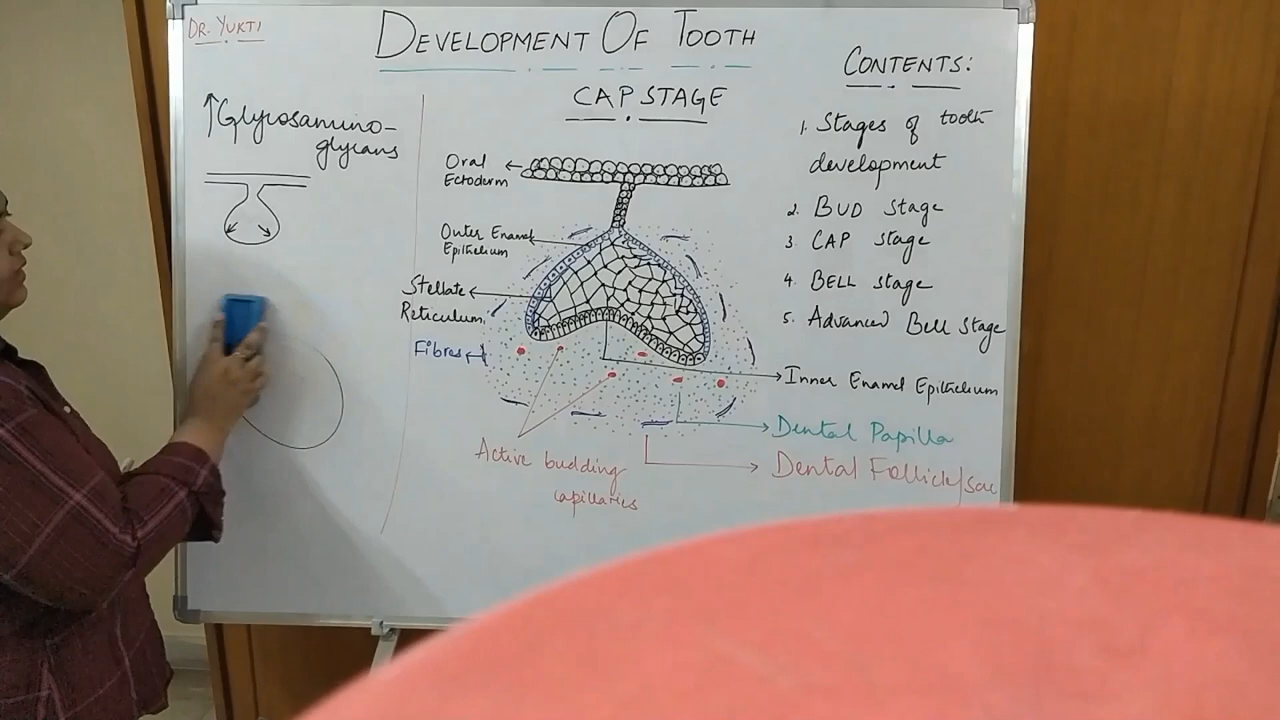 DR. YUKTI
DEVELOPMENT OF TOOTH
CAP STAGE
↑Glycosamino-
glycans
Oral
Ectoderm
Outer Enamel
Epithelium
Stellate
Reticulum
Fibres
Active budding
capillaries
Inner Enamel Epithelium
Dental Papilla
Dental Follicle/sac
CONTENTS:
1. Stages of tooth
development
2. BUD stage
3. CAP stage
4. BELL stage
5. Advanced Bell Stage